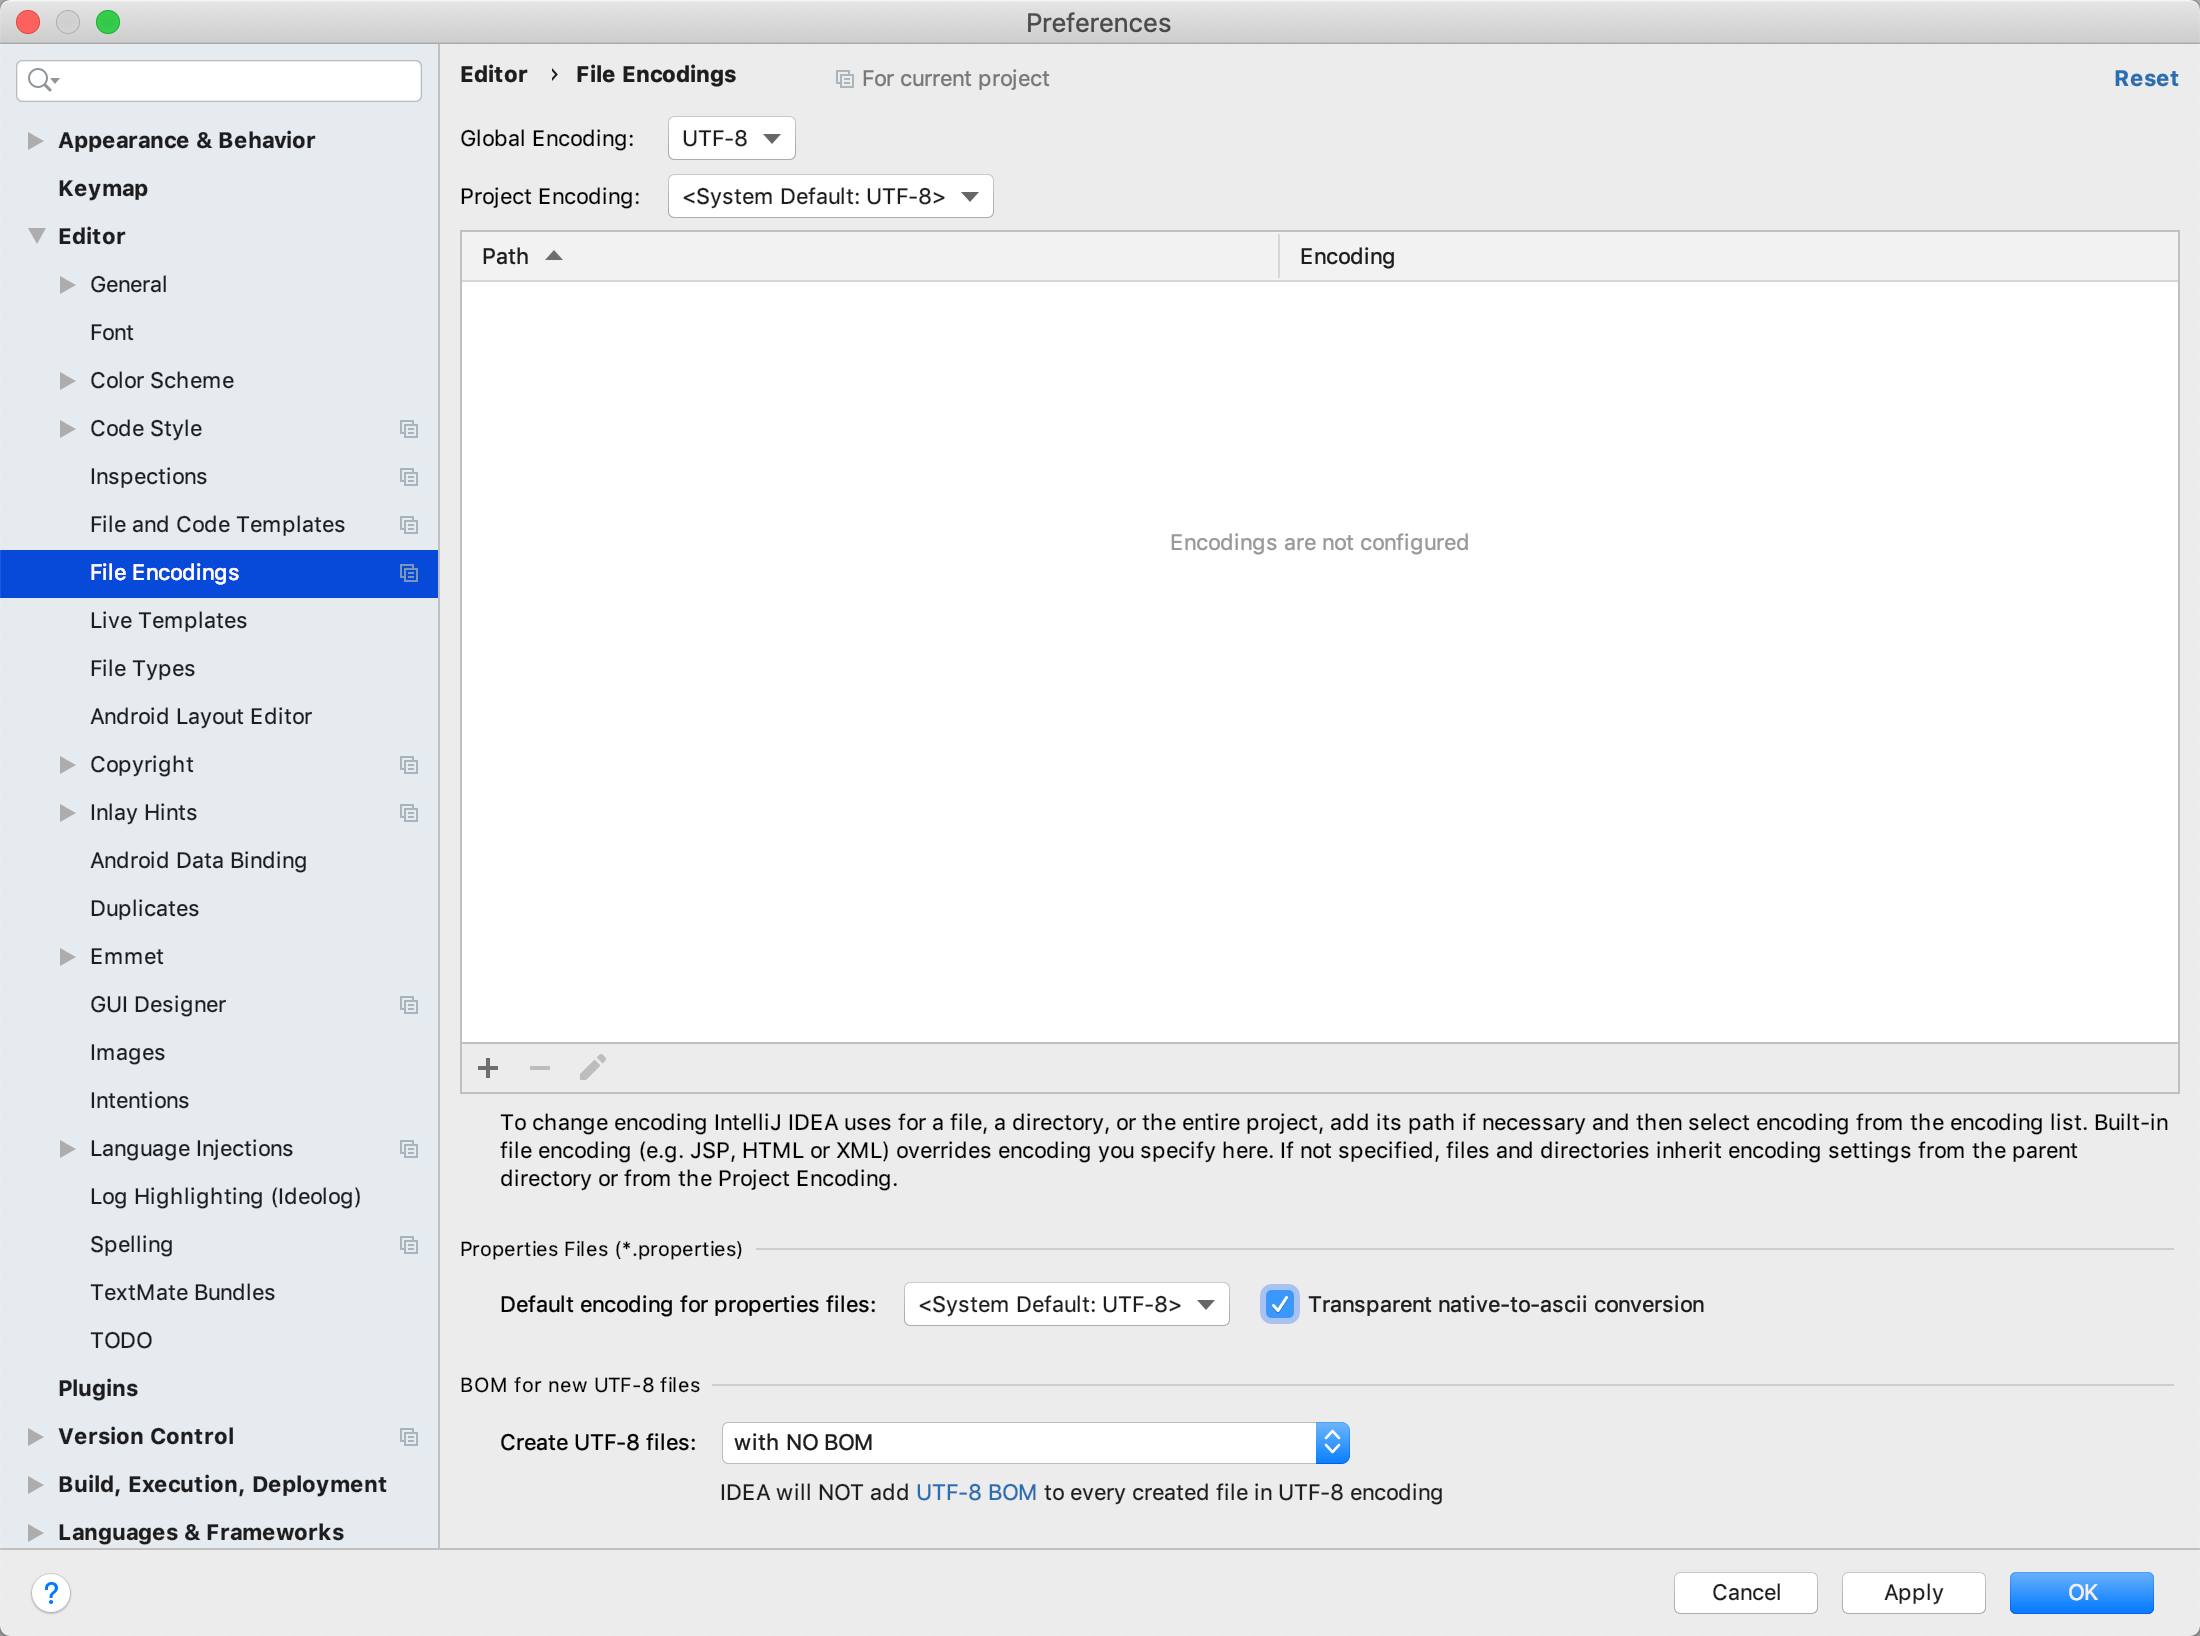 Preferences
Appearance & Behavior
Keymap
Editor
General
Font
Color Scheme
Code Style
Inspections
File and Code Templates
File Encodings
Live Templates
File Types
Android Layout Editor
Copyright
Inlay Hints
Android Data Binding
Duplicates
Emmet
GUI Designer
Images
Intentions
Language Injections
Log Highlighting (Ideolog)
Spelling
TextMate Bundles
TODO
Plugins
Version Control
Build, Execution, Deployment
Languages & Frameworks
Editor › File Encodings For current project Reset
Global Encoding: UTF-8
Project Encoding: <System Default: UTF-8>
Path Encoding
Encodings are not configured
To change encoding IntelliJ IDEA uses for a file, a directory, or the entire project, add its path if necessary and then select encoding from the encoding list. Built-in
file encoding (e.g. JSP, HTML or XML) overrides encoding you specify here. If not specified, files and directories inherit encoding settings from the parent
directory or from the Project Encoding.
Properties Files (*.properties)
Default encoding for properties files: <System Default: UTF-8> Transparent native-to-ascii conversion
BOM for new UTF-8 files
Create UTF-8 files: with NO BOM
IDEA will NOT add UTF-8 BOM to every created file in UTF-8 encoding
? Cancel Apply OK